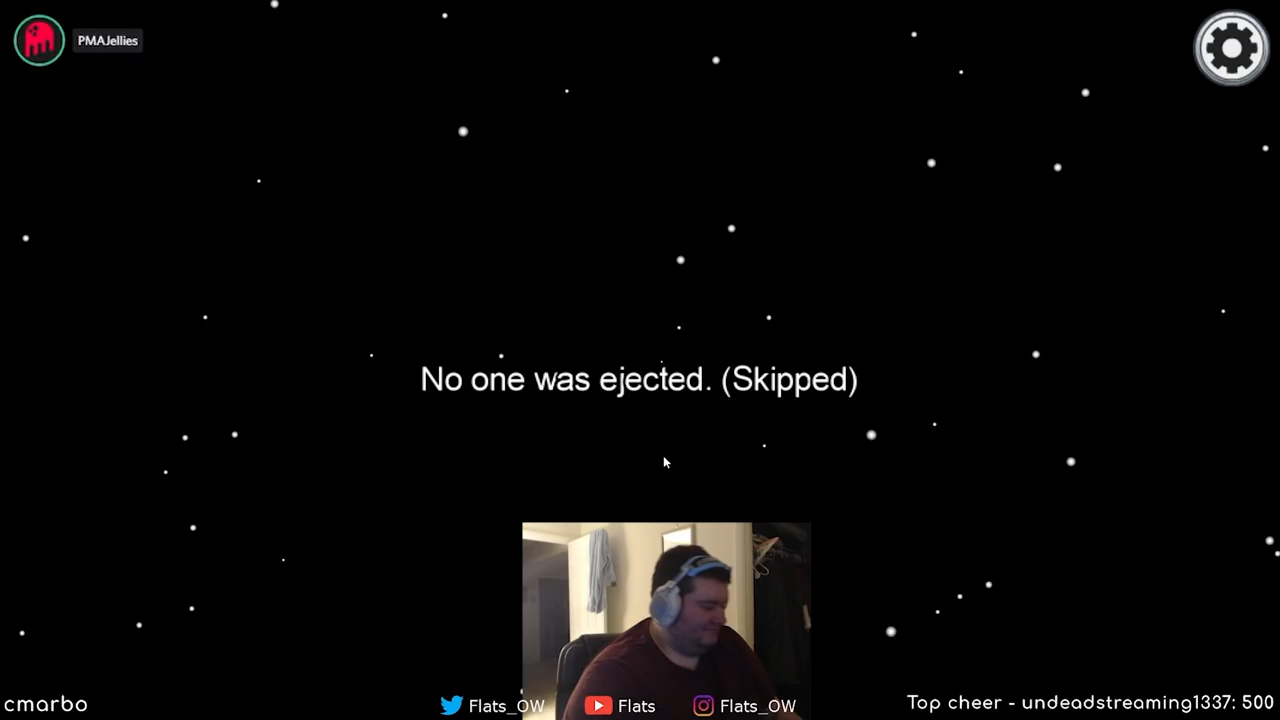 PMAJellies
No one was ejected. (Skipped)
cmarbo
Flats_OW
Flats
Flats_OW
Top cheer - undeadstreaming1337: 500